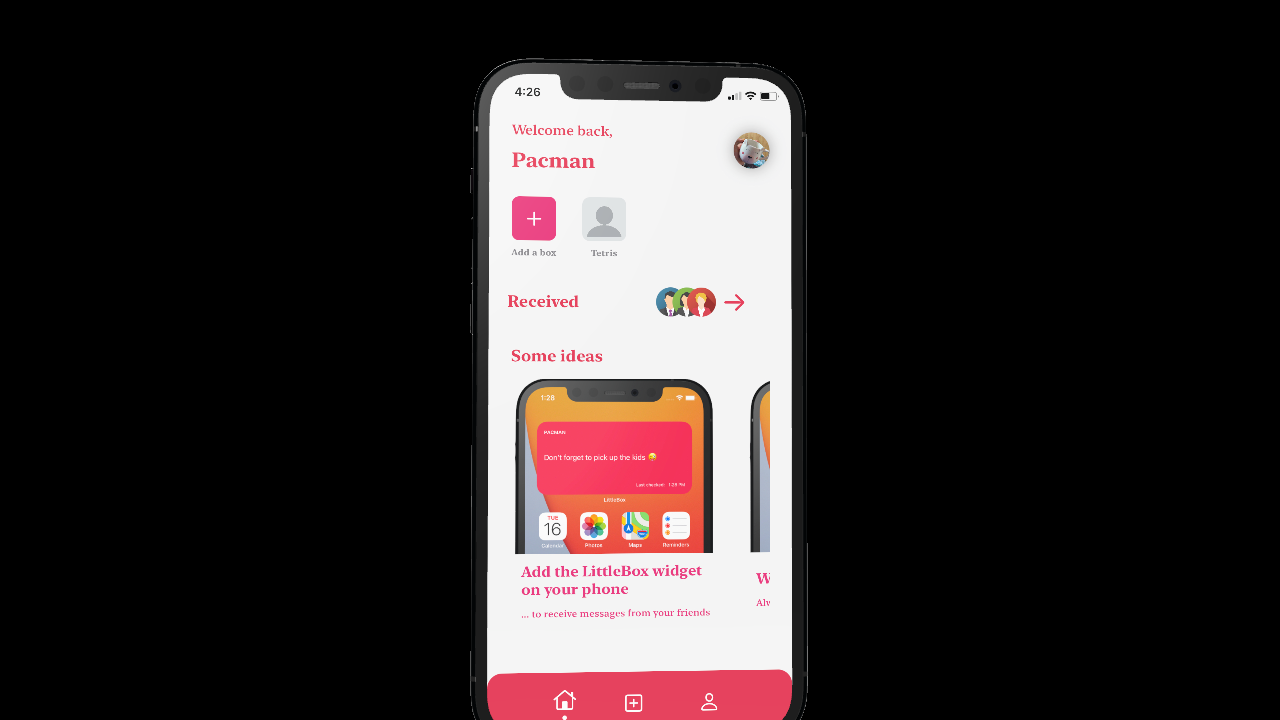 4:26
Welcome back,
Pacman
Add a box
Tetris
Received
Some ideas
1:28
PACMAN
Don't forget to pick up the kids 😂
Last checked: 1:28 PM
LittleBox
TUE
16
Calendar
Photos
Maps
Reminders
Add the LittleBox widget
on your phone
... to receive messages from your friends
W
Alw